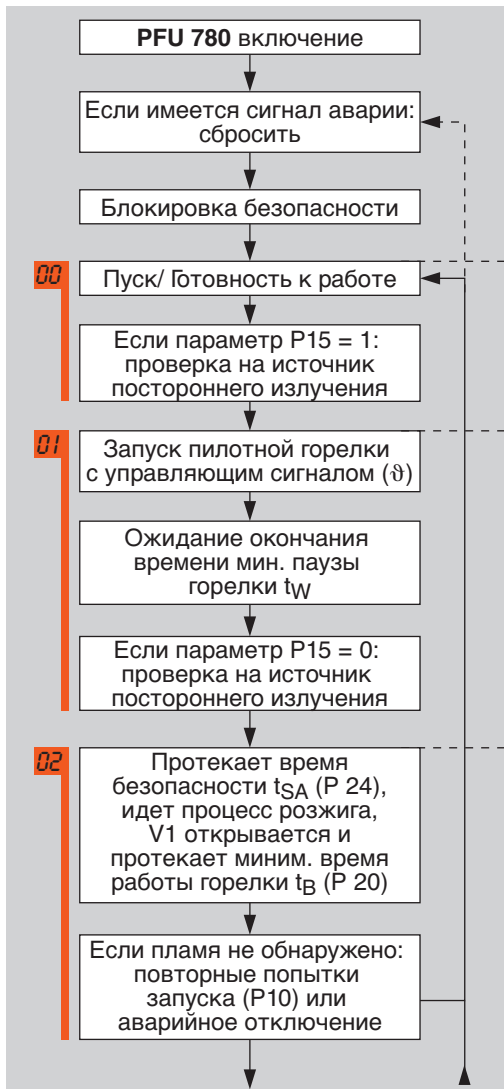 PFU 780 включение
Если имеется сигнал аварии:
сбросить
Блокировка безопасности
00
Пуск/ Готовность к работе
Если параметр P15 = 1:
проверка на источник
постороннего излучения
01
Запуск пилотной горелки
с управляющим сигналом (ϑ)
Ожидание окончания
времени мин. паузы
горелки tW
Если параметр P15 = 0:
проверка на источник
постороннего излучения
02
Протекает время
безопасности tSA (P 24),
идет процесс розжига,
V1 открывается и
протекает миним. время
работы горелки tB (P 20)
Если пламя не обнаружено:
повторные попытки
запуска (P10) или
аварийное отключение